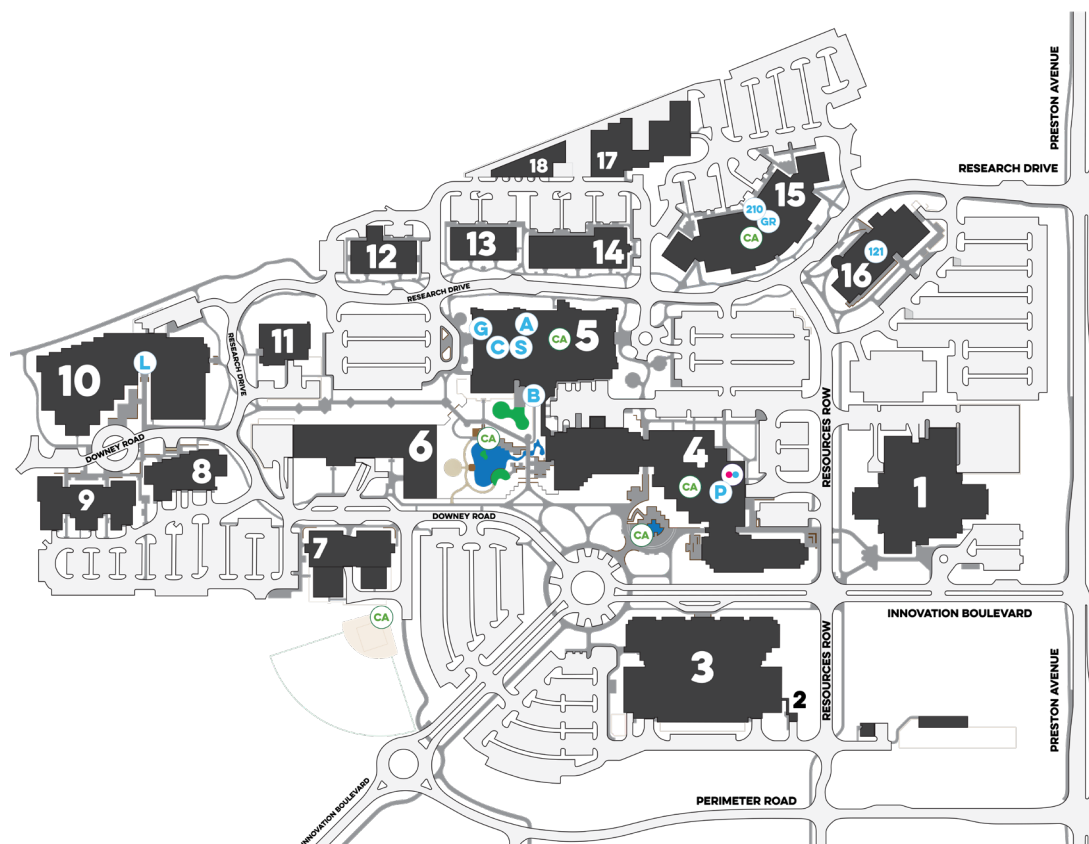 PRESTON AVENUE
RESEARCH DRIVE
18
17
15
210
GR
CA
16
121
12
13
14
RESEARCH DRIVE
G
A
C
S
CA
5
11
RESEARCH DRIVE
10
L
B
RESOURCES ROW
DOWNEY ROAD
6
CA
4
CA
P
8
9
1
DOWNEY ROAD
CA
7
CA
INNOVATION BOULEVARD
3
2
RESOURCES ROW
PRESTON AVENUE
INNOVATION BOULEVARD
PERIMETER ROAD